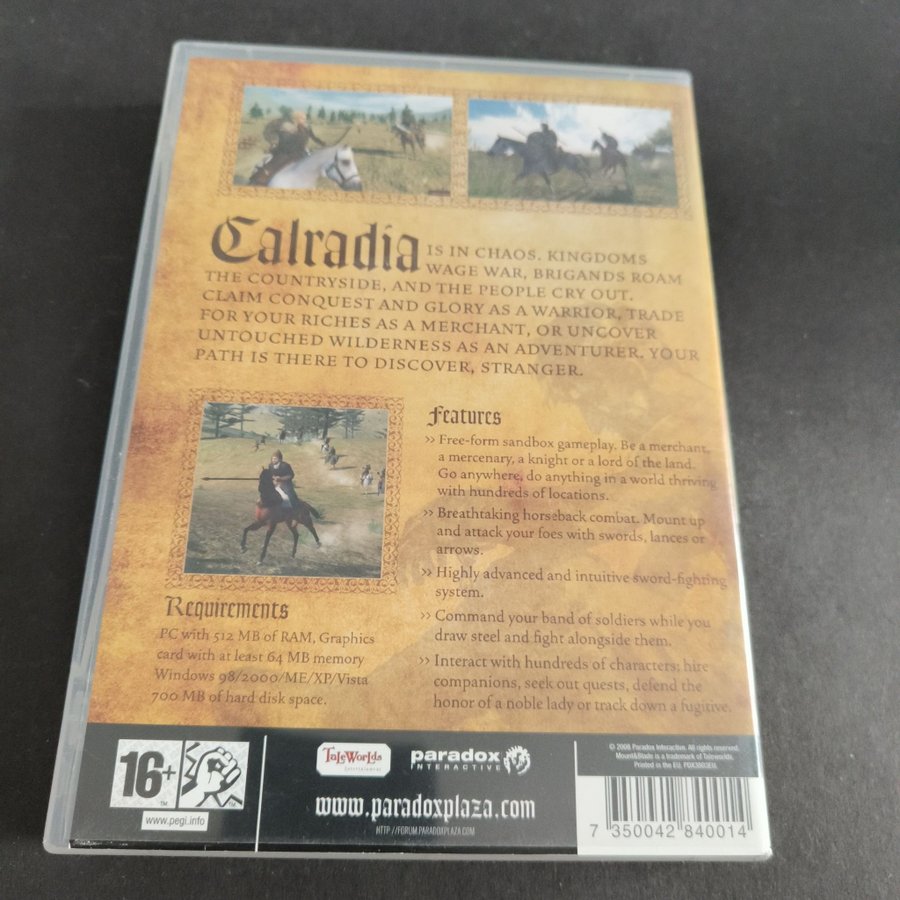 Calradia IS IN CHAOS. KINGDOMS
WAGE WAR, BRIGANDS ROAM
THE COUNTRYSIDE, AND THE PEOPLE CRY OUT.
CLAIM CONQUEST AND GLORY AS A WARRIOR, TRADE
FOR YOUR RICHES AS A MERCHANT, OR UNCOVER
UNTOUCHED WILDERNESS AS AN ADVENTURER. YOUR
PATH IS THERE TO DISCOVER, STRANGER.
Features
>> Free-form sandbox gameplay. Be a merchant,
a mercenary, a knight or a lord of the land.
Go anywhere, do anything in a world thriving
with hundreds of locations.
>> Breathtaking horseback combat. Mount up
and attack your foes with swords, lances or
arrows.
>> Highly advanced and intuitive sword-fighting
system.
>> Command your band of soldiers while you
draw steel and fight alongside them.
>> Interact with hundreds of characters; hire
companions, seek out quests, defend the
honor of a noble lady or track down a fugitive.
Requirements
PC with 512 MB of RAM, Graphics
card with at least 64 MB memory
Windows 98/2000/ME/XP/Vista
700 MB of hard disk space.
16+
™
™
www.pegi.info
TaleWorlds
Entertainment
paradox
INTERACTIVE
www.paradoxplaza.com
HTTP://FORUM.PARADOXPLAZA.COM
© 2008 Paradox Interactive. All rights reserved.
Mount&Blade is a trademark of Taleworlds.
Printed in the EU.
7 350042 840014